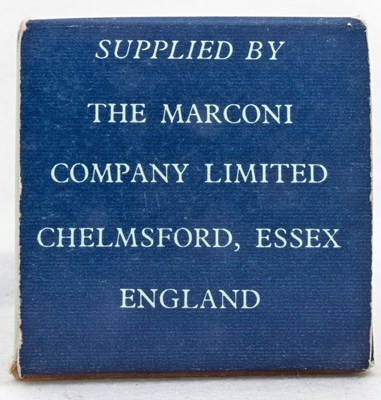 SUPPLIED BY
THE MARCONI
COMPANY LIMITED
CHELMSFORD, ESSEX
ENGLAND